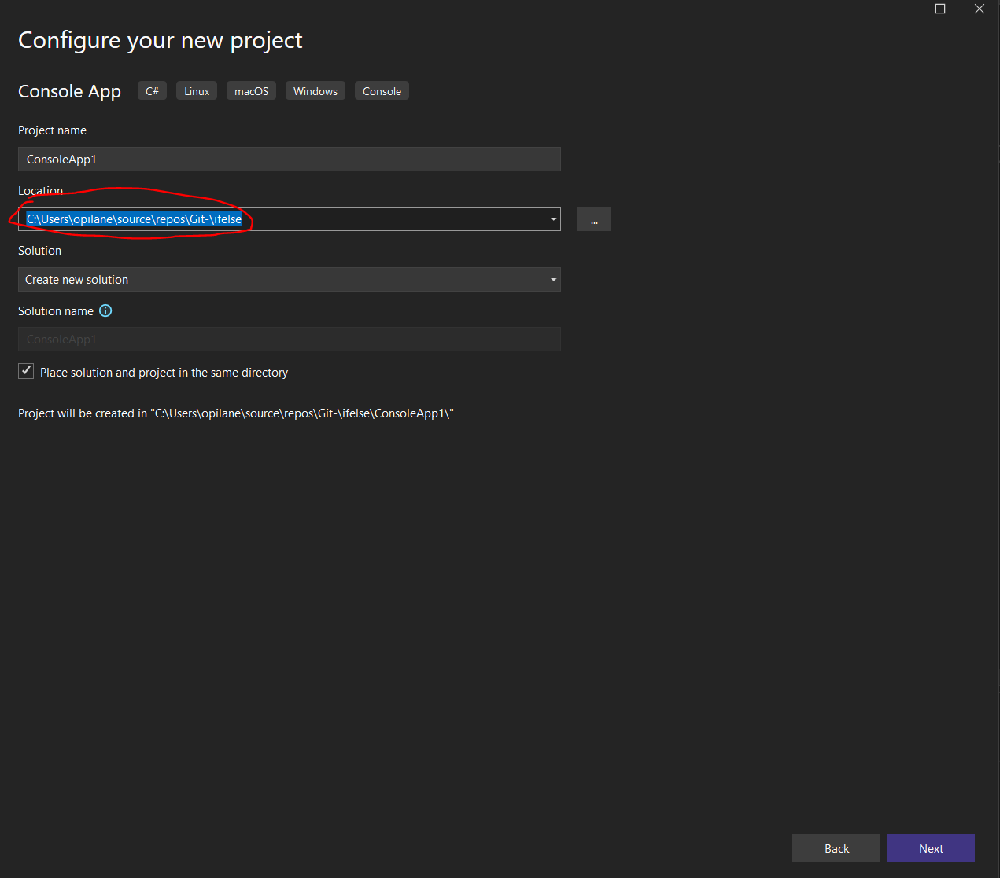 Configure your new project
Console App C# Linux macOS Windows Console
Project name
ConsoleApp1
Location
C:\Users\opilane\source\repos\Git-\ifelse
...
Solution
Create new solution
Solution name
ConsoleApp1
Place solution and project in the same directory
Project will be created in "C:\Users\opilane\source\repos\Git-\ifelse\ConsoleApp1\"
Back Next